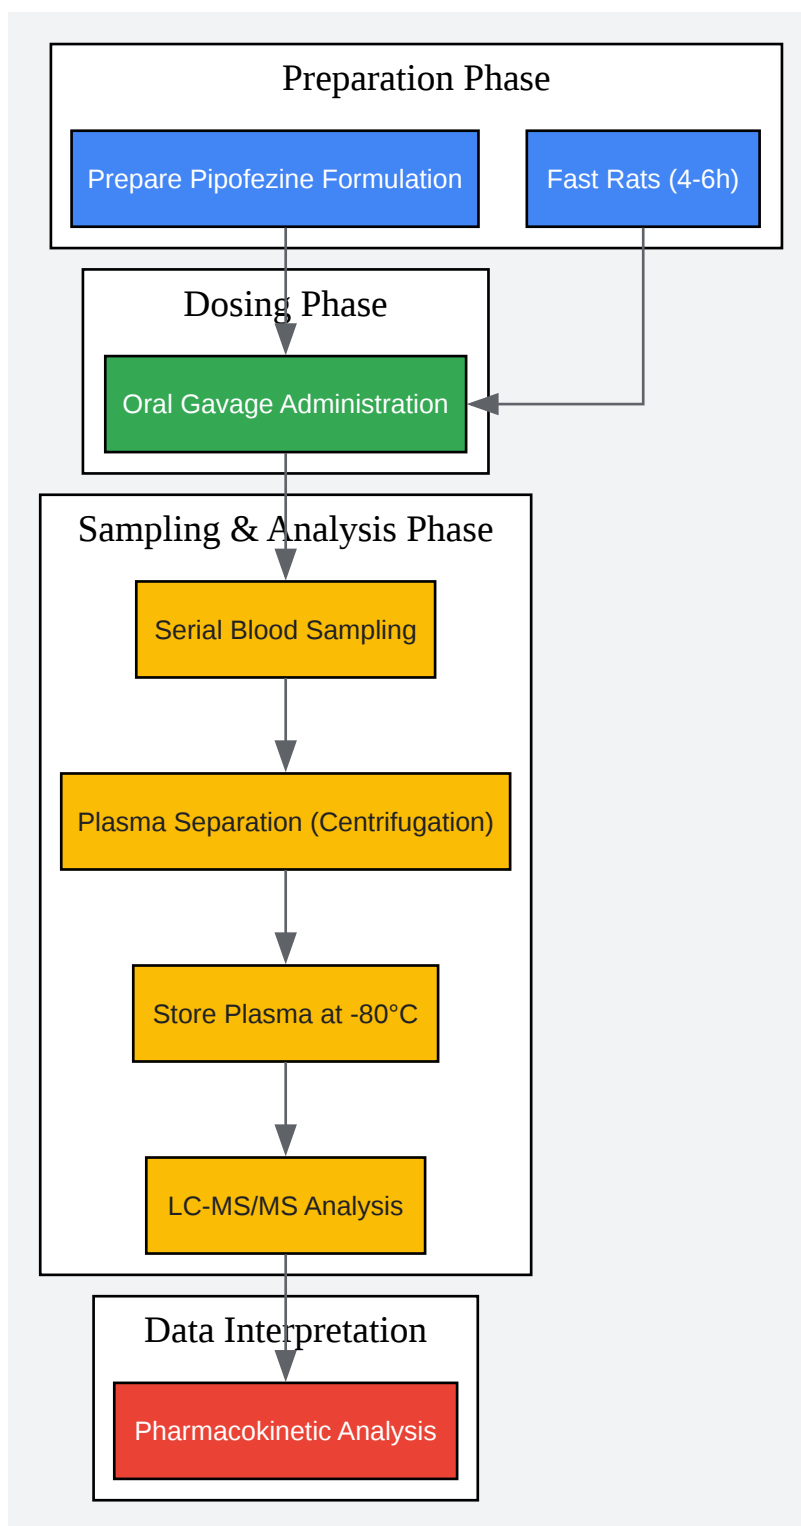 Preparation Phase
Prepare Pipofezine Formulation
Fast Rats (4-6h)
Dosing Phase
Oral Gavage Administration
Sampling & Analysis Phase
Serial Blood Sampling
Plasma Separation (Centrifugation)
Store Plasma at -80°C
LC-MS/MS Analysis
Data Interpretation
Pharmacokinetic Analysis